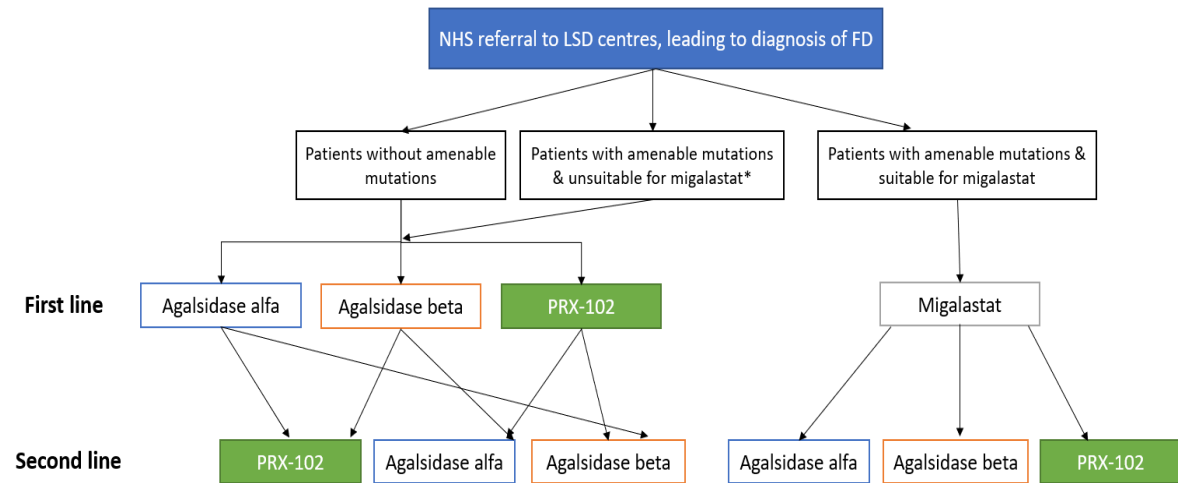 NHS referral to LSD centres, leading to diagnosis of FD
Patients without amenable
mutations
Patients with amenable mutations
& unsuitable for migalastat*
Patients with amenable mutations &
suitable for migalastat
First line
Agalsidase alfa
Agalsidase beta
PRX-102
Migalastat
Second line
PRX-102
Agalsidase alfa
Agalsidase beta
Agalsidase alfa
Agalsidase beta
PRX-102